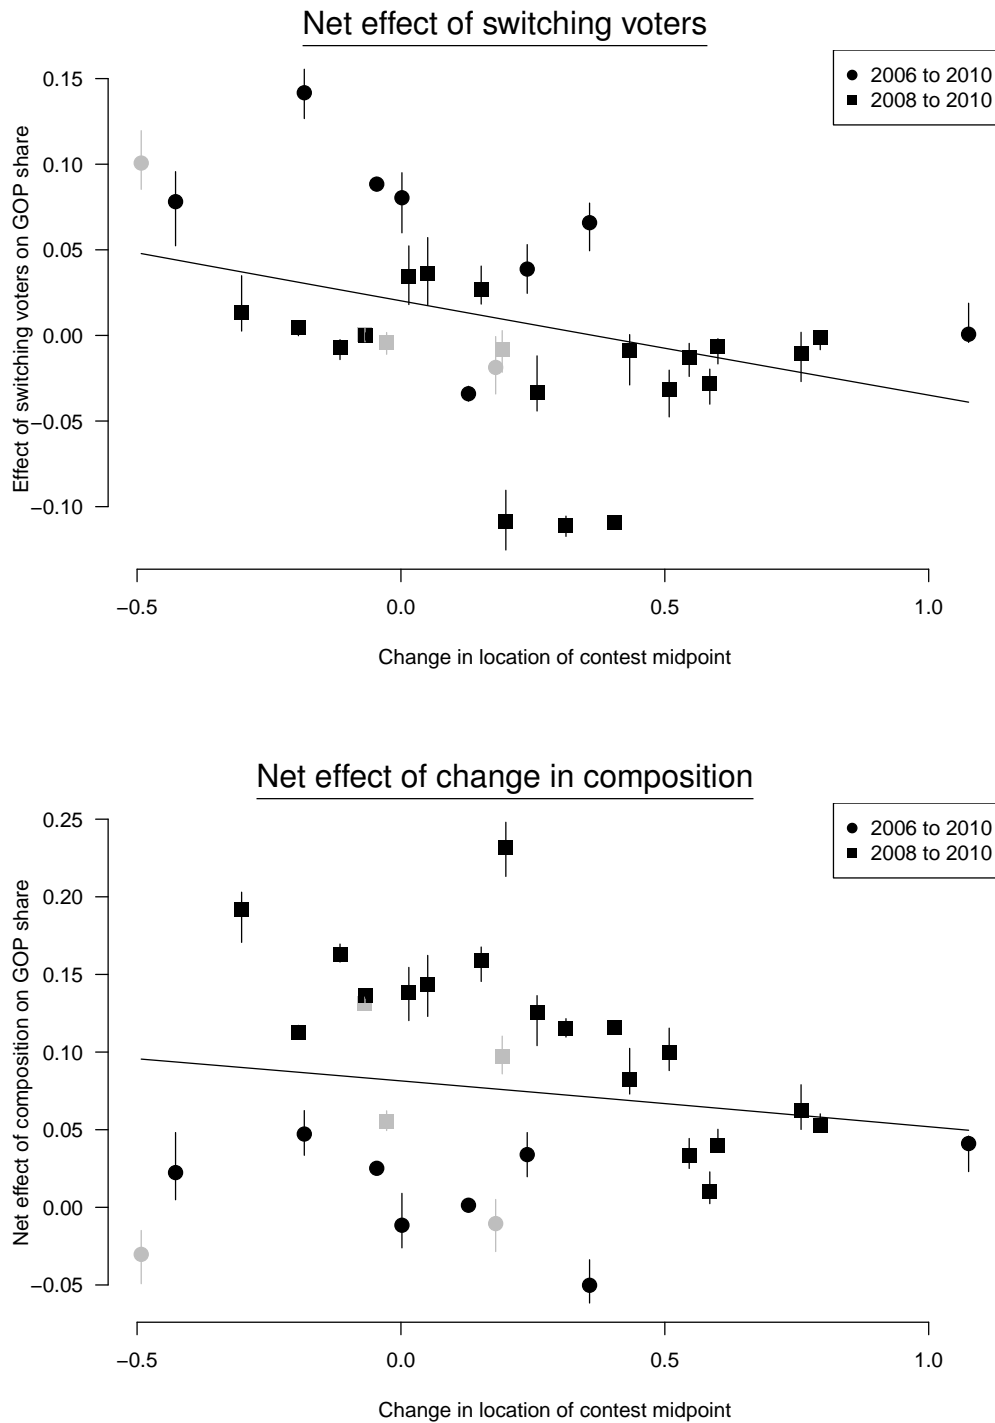 Net effect of switching voters
2006 to 2010
2008 to 2010
Effect of switching voters on GOP share
0.15
0.10
0.05
0.00
−0.05
−0.10
−0.5 0.0 0.5 1.0
Change in location of contest midpoint
Net effect of change in composition
2006 to 2010
2008 to 2010
Net effect of composition on GOP share
0.25
0.20
0.15
0.10
0.05
0.00
−0.05
−0.5 0.0 0.5 1.0
Change in location of contest midpoint